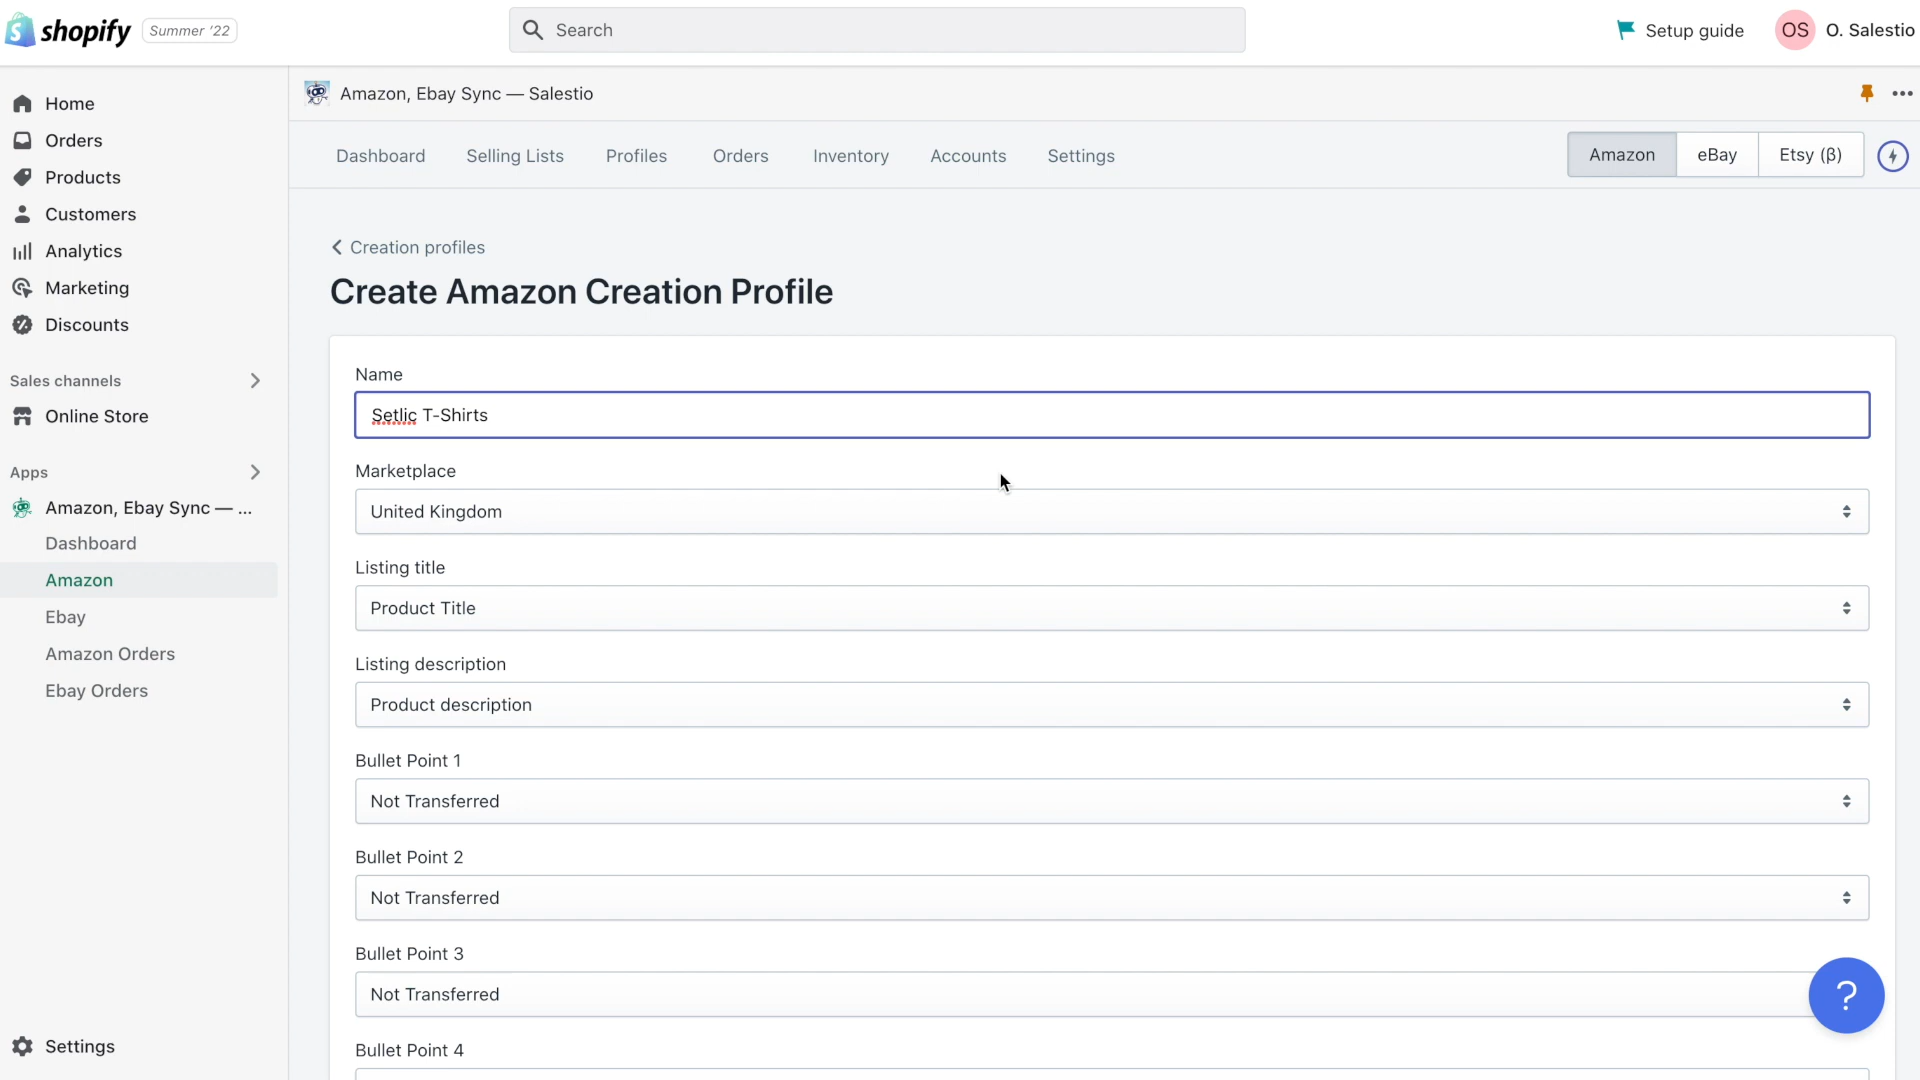 shopify
Summer '22
Search
Setup guide
OS
O. Salestio
Home
Orders
Products
Customers
Analytics
Marketing
Discounts
Sales channels
Online Store
Apps
Amazon, Ebay Sync — ...
Dashboard
Amazon
Ebay
Amazon Orders
Ebay Orders
Settings
Amazon, Ebay Sync — Salestio
Dashboard
Selling Lists
Profiles
Orders
Inventory
Accounts
Settings
Amazon
eBay
Etsy (β)
Creation profiles
Create Amazon Creation Profile
Name
Setlic T-Shirts
Marketplace
United Kingdom
Listing title
Product Title
Listing description
Product description
Bullet Point 1
Not Transferred
Bullet Point 2
Not Transferred
Bullet Point 3
Not Transferred
Bullet Point 4
?